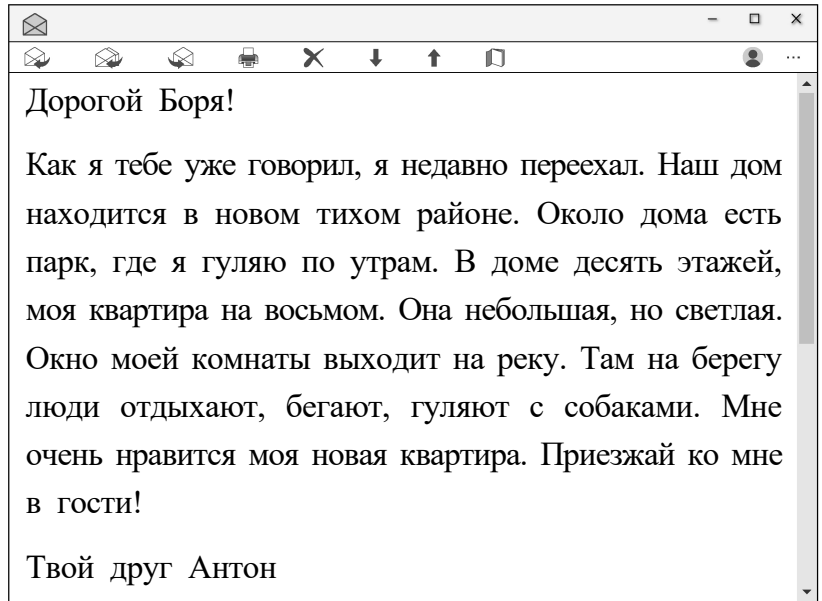 Дорогой Боря!
Как я тебе уже говорил, я недавно переехал. Наш дом
находится в новом тихом районе. Около дома есть
парк, где я гуляю по утрам. В доме десять этажей,
моя квартира на восьмом. Она небольшая, но светлая.
Окно моей комнаты выходит на реку. Там на берегу
люди отдыхают, бегают, гуляют с собаками. Мне
очень нравится моя новая квартира. Приезжай ко мне
в гости!
Твой друг Антон